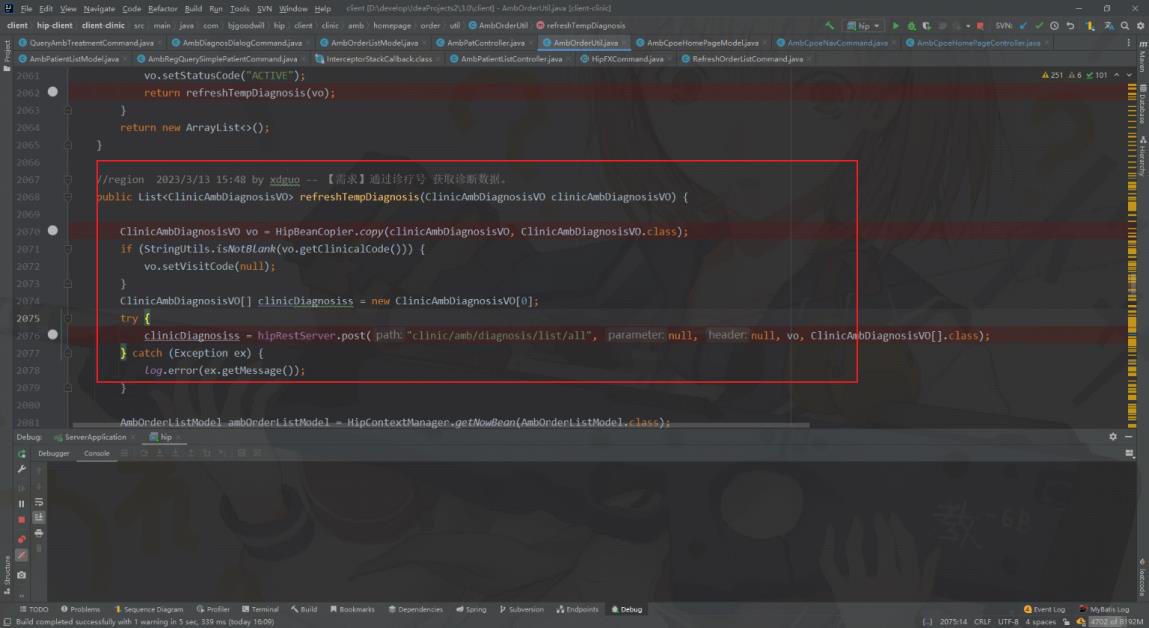 File Edit View Navigate Code Refactor Build Run Tools SVN Window Help client [D:\develop\IdeaProjects2\3.0\client] - AmbOrderUtil.java [client-clinic]
client hip-client client-clinic src main java com bjgoodwill hip client clinic amb homepage order util AmbOrderUtil refreshTempDiagnosis hip SVN:
QueryAmbTreatmentCommand.java AmbDiagnosDialogCommand.java AmbOrderListModel.java AmbPatController.java AmbOrderUtil.java AmbCpoeHomePageModel.java AmbCpoeNavCommand.java AmbCpoeHomePageController.java
AmbPatientListModel.java AmbRegQuerySimplePatientCommand.java InterceptorStackCallback.class AmbPatientListController.java HipFXCommand.java RefreshOrderListCommand.java
251 6 101
2061 vo.setStatusCode("ACTIVE");
2062 return refreshTempDiagnosis(vo);
2063 }
2064 return new ArrayList<>();
2065 }
2066
2067 //region 2023/3/13 15:48 by xdguo -- 【需求】通过诊疗号 获取诊断数据。
2068 public List<ClinicAmbDiagnosisVO> refreshTempDiagnosis(ClinicAmbDiagnosisVO clinicAmbDiagnosisVO) {
2069
2070 ClinicAmbDiagnosisVO vo = HipBeanCopier.copy(clinicAmbDiagnosisVO, ClinicAmbDiagnosisVO.class);
2071 if (StringUtils.isNotBlank(vo.getClinicalCode())) {
2072 vo.setVisitCode(null);
2073 }
2074 ClinicAmbDiagnosisVO[] clinicDiagnosiss = new ClinicAmbDiagnosisVO[0];
2075 try {
2076 clinicDiagnosiss = hipRestServer.post( path: "clinic/amb/diagnosis/list/all", parameter: null, header: null, vo, ClinicAmbDiagnosisVO[].class);
2077 } catch (Exception ex) {
2078 log.error(ex.getMessage());
2079 }
2080
2081 AmbOrderListModel ambOrderListModel = HipContextManager.getNowBean(AmbOrderListModel.class);
Project
Maven
Database
Hierarchy
Debug: ServerApplication hip
Debugger Console
Structure
leetcode
TODO Problems Sequence Diagram Profiler Terminal Build Bookmarks Dependencies Spring Subversion Endpoints Debug Event Log MyBatis Log
Build completed successfully with 1 warning in 5 sec, 339 ms (today 16:09) 2075:14 CRLF UTF-8 4 spaces 4702 of 8192M